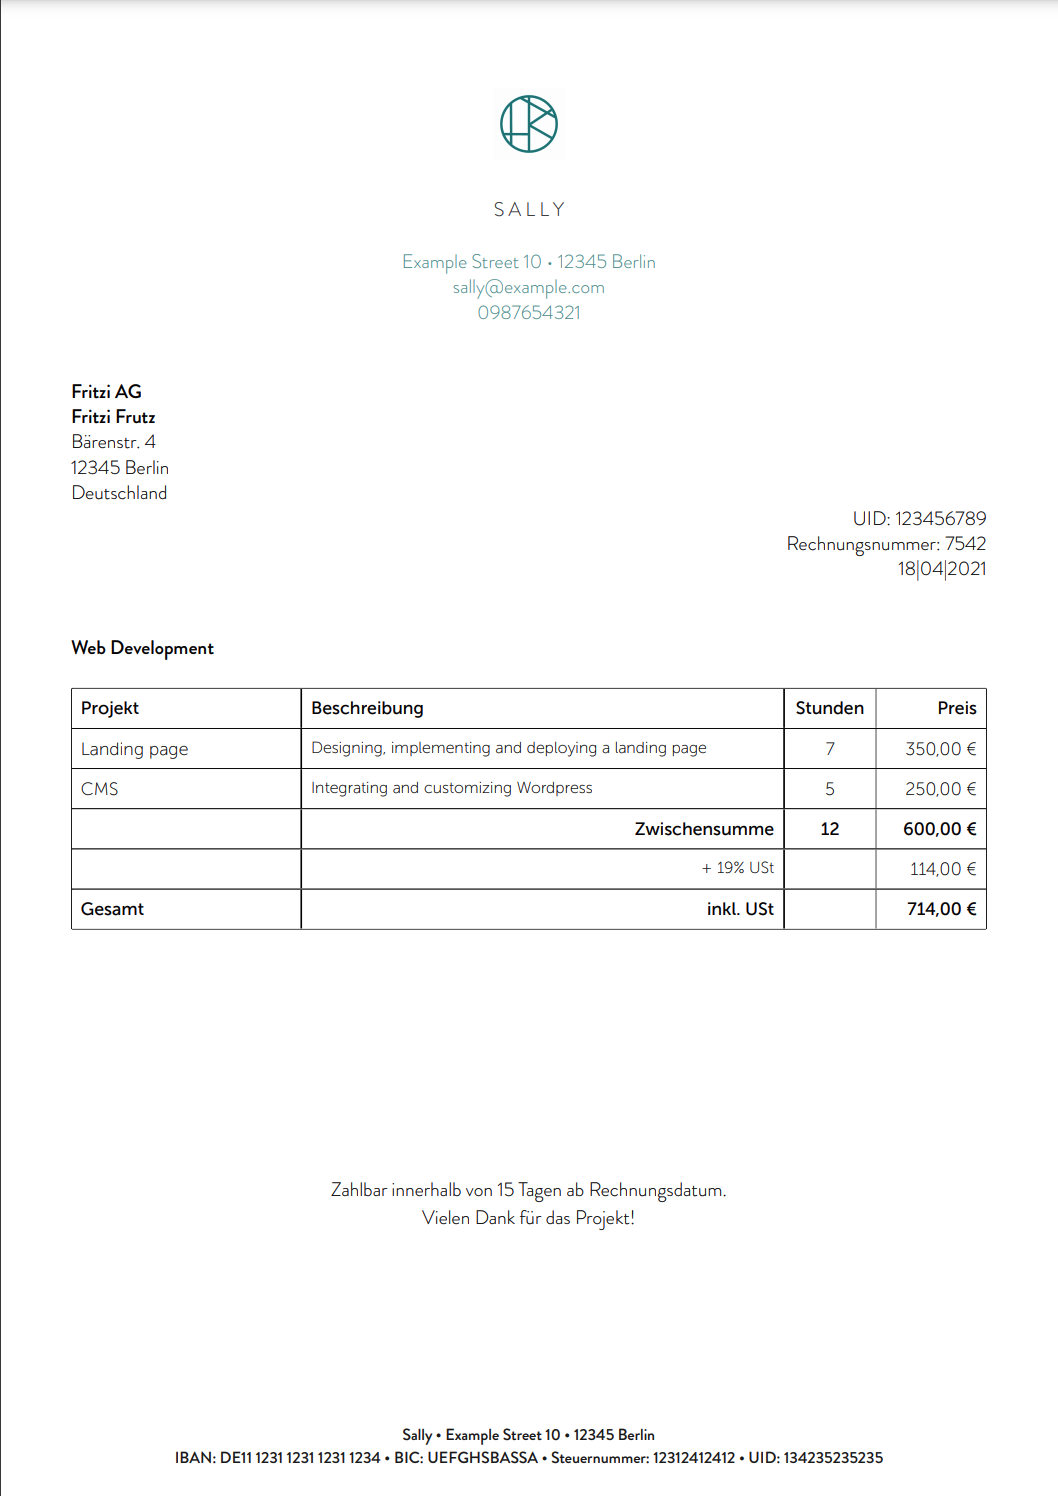 SALLY
Example Street 10 • 12345 Berlin
sally@example.com
0987654321
Fritzi AG
Fritzi Frutz
Bärenstr. 4
12345 Berlin
Deutschland
UID: 123456789
Rechnungsnummer: 7542
18|04|2021
Web Development
Projekt Beschreibung Stunden Preis
Landing page Designing, implementing and deploying a landing page 7 350,00 €
CMS Integrating and customizing Wordpress 5 250,00 €
Zwischensumme 12 600,00 €
+ 19% USt 114,00 €
Gesamt inkl. USt 714,00 €
Zahlbar innerhalb von 15 Tagen ab Rechnungsdatum.
Vielen Dank für das Projekt!
Sally • Example Street 10 • 12345 Berlin
IBAN: DE11 1231 1231 1231 1234 • BIC: UEFGHSBASSA • Steuernummer: 12312412412 • UID: 134235235235